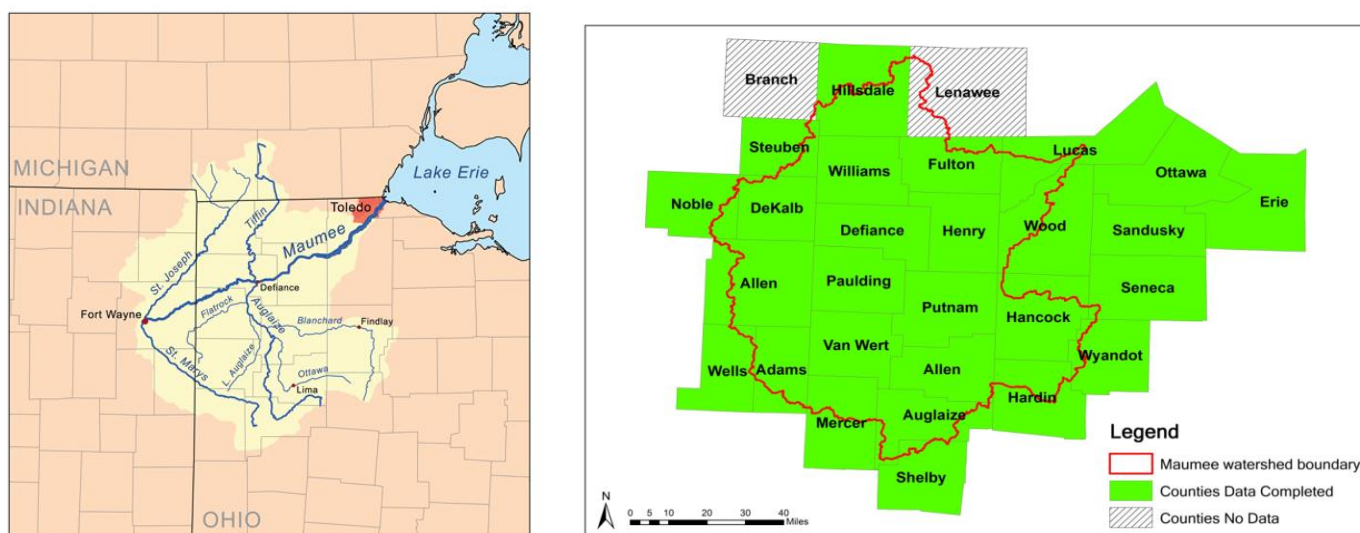 MICHIGAN
INDIANA
OHIO
Lake Erie
Toledo
Maumee
Tiffin
St. Joseph
Defiance
Fort Wayne
Flatrock
Auglaize
Blanchard
Findlay
St. Marys
L. Auglaize
Ottawa
Lima
Branch
Hillsdale
Lenawee
Steuben
Williams
Fulton
Lucas
Ottawa
Noble
DeKalb
Defiance
Henry
Wood
Sandusky
Erie
Allen
Paulding
Putnam
Hancock
Seneca
Wells
Adams
Van Wert
Allen
Wyandot
Hardin
Mercer
Auglaize
Shelby
Legend
Maumee watershed boundary
Counties Data Completed
Counties No Data
N
0 5 10 20 30 40
Miles